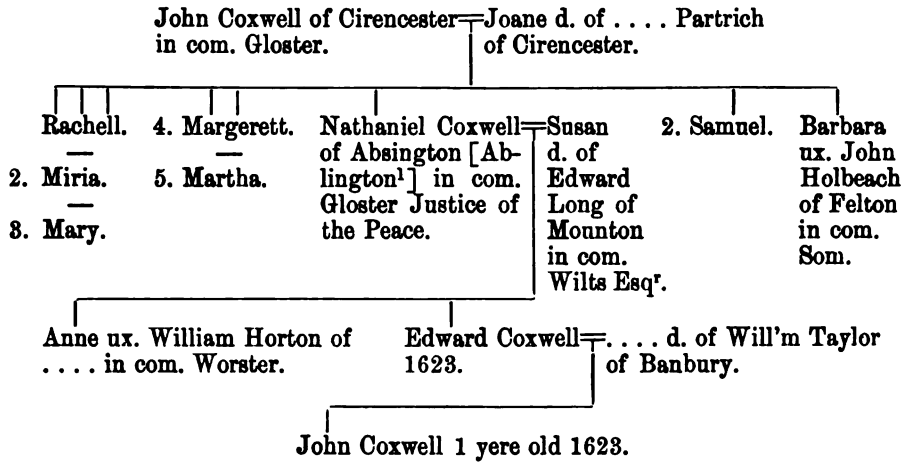 John Coxwell of Cirencester=Joane d. of . . . . Partrich
in com. Gloster. of Cirencester.
Rachell. 4. Margerett. Nathaniel Coxwell=Susan 2. Samuel. Barbara
of Absington [Ab- d. of ux. John
2. Miria. 5. Martha. lington¹] in com. Edward Holbeach
Gloster Justice of Long of of Felton
3. Mary. the Peace. Mounton in com.
in com. Som.
Wilts Esqʳ.
Anne ux. William Horton of Edward Coxwell=. . . . d. of Will'm Taylor
. . . . in com. Worster. 1623. of Banbury.
John Coxwell 1 yere old 1623.